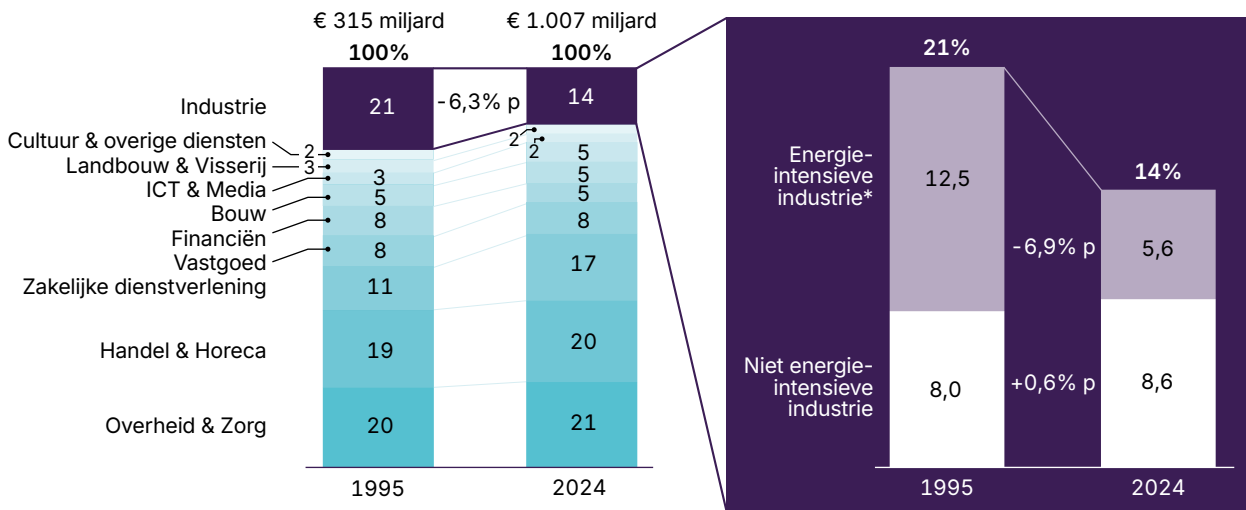 € 315 miljard
€ 1.007 miljard
100%
100%
Industrie
21
-6,3% p
14
Cultuur & overige diensten
2
2
Landbouw & Visserij
3
2
ICT & Media
3
5
Bouw
5
5
Financiën
8
5
Vastgoed
8
8
Zakelijke dienstverlening
11
17
Handel & Horeca
19
20
Overheid & Zorg
20
21
1995
2024
21%
14%
Energie-
intensieve
industrie*
12,5
-6,9% p
5,6
Niet energie-
intensieve
industrie
8,0
+0,6% p
8,6
1995
2024